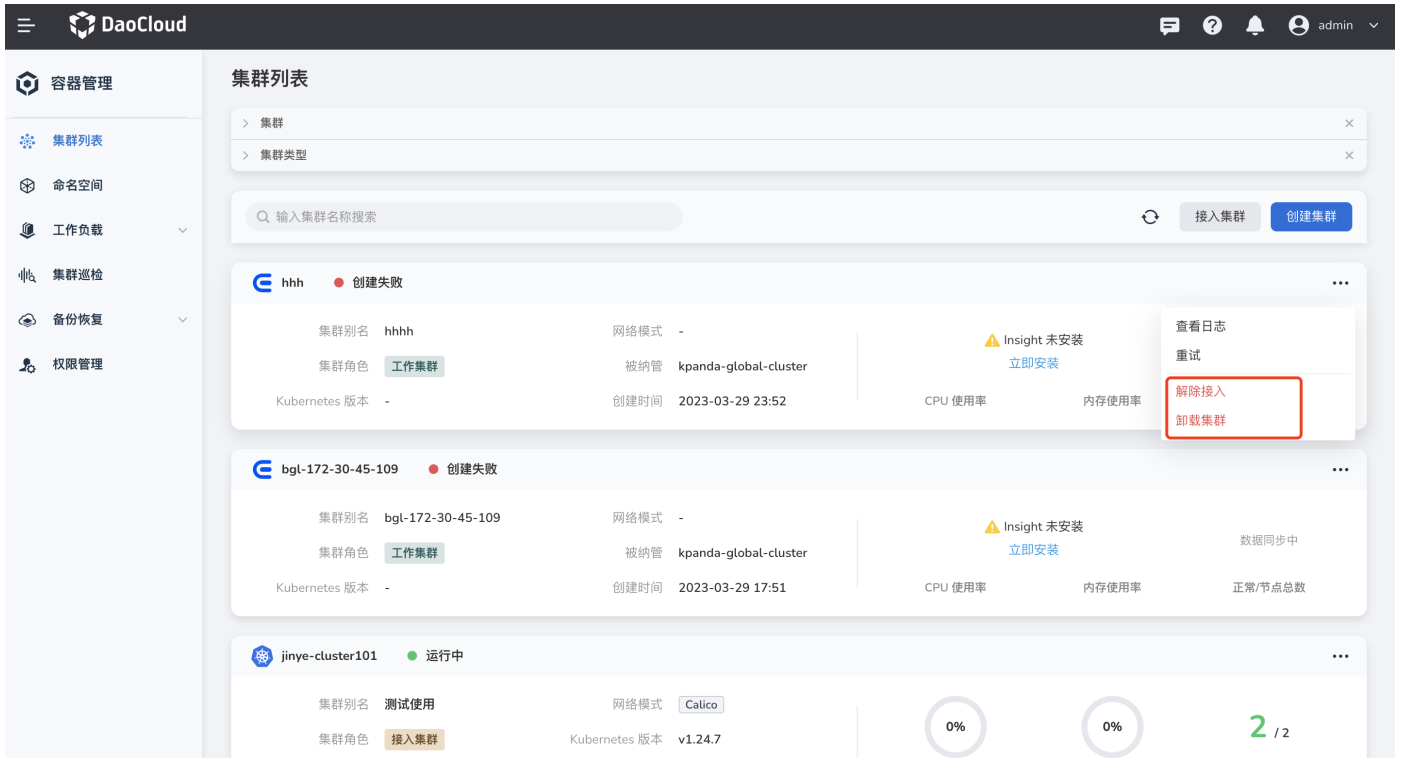 DaoCloud
admin
容器管理
集群列表
命名空间
工作负载
集群巡检
备份恢复
权限管理
集群列表
集群
集群类型
输入集群名称搜索
接入集群
创建集群
hhh 创建失败
集群别名 hhhh 网络模式 -
集群角色 工作集群 被纳管 kpanda-global-cluster
Kubernetes 版本 - 创建时间 2023-03-29 23:52
Insight 未安装
立即安装
CPU 使用率 内存使用率
查看日志
重试
解除接入
卸载集群
bgl-172-30-45-109 创建失败
集群别名 bgl-172-30-45-109 网络模式 -
集群角色 工作集群 被纳管 kpanda-global-cluster
Kubernetes 版本 - 创建时间 2023-03-29 17:51
Insight 未安装
立即安装
数据同步中
CPU 使用率 内存使用率 正常/节点总数
jinye-cluster101 运行中
集群别名 测试使用 网络模式 Calico
集群角色 接入集群 Kubernetes 版本 v1.24.7
0% 0% 2 / 2